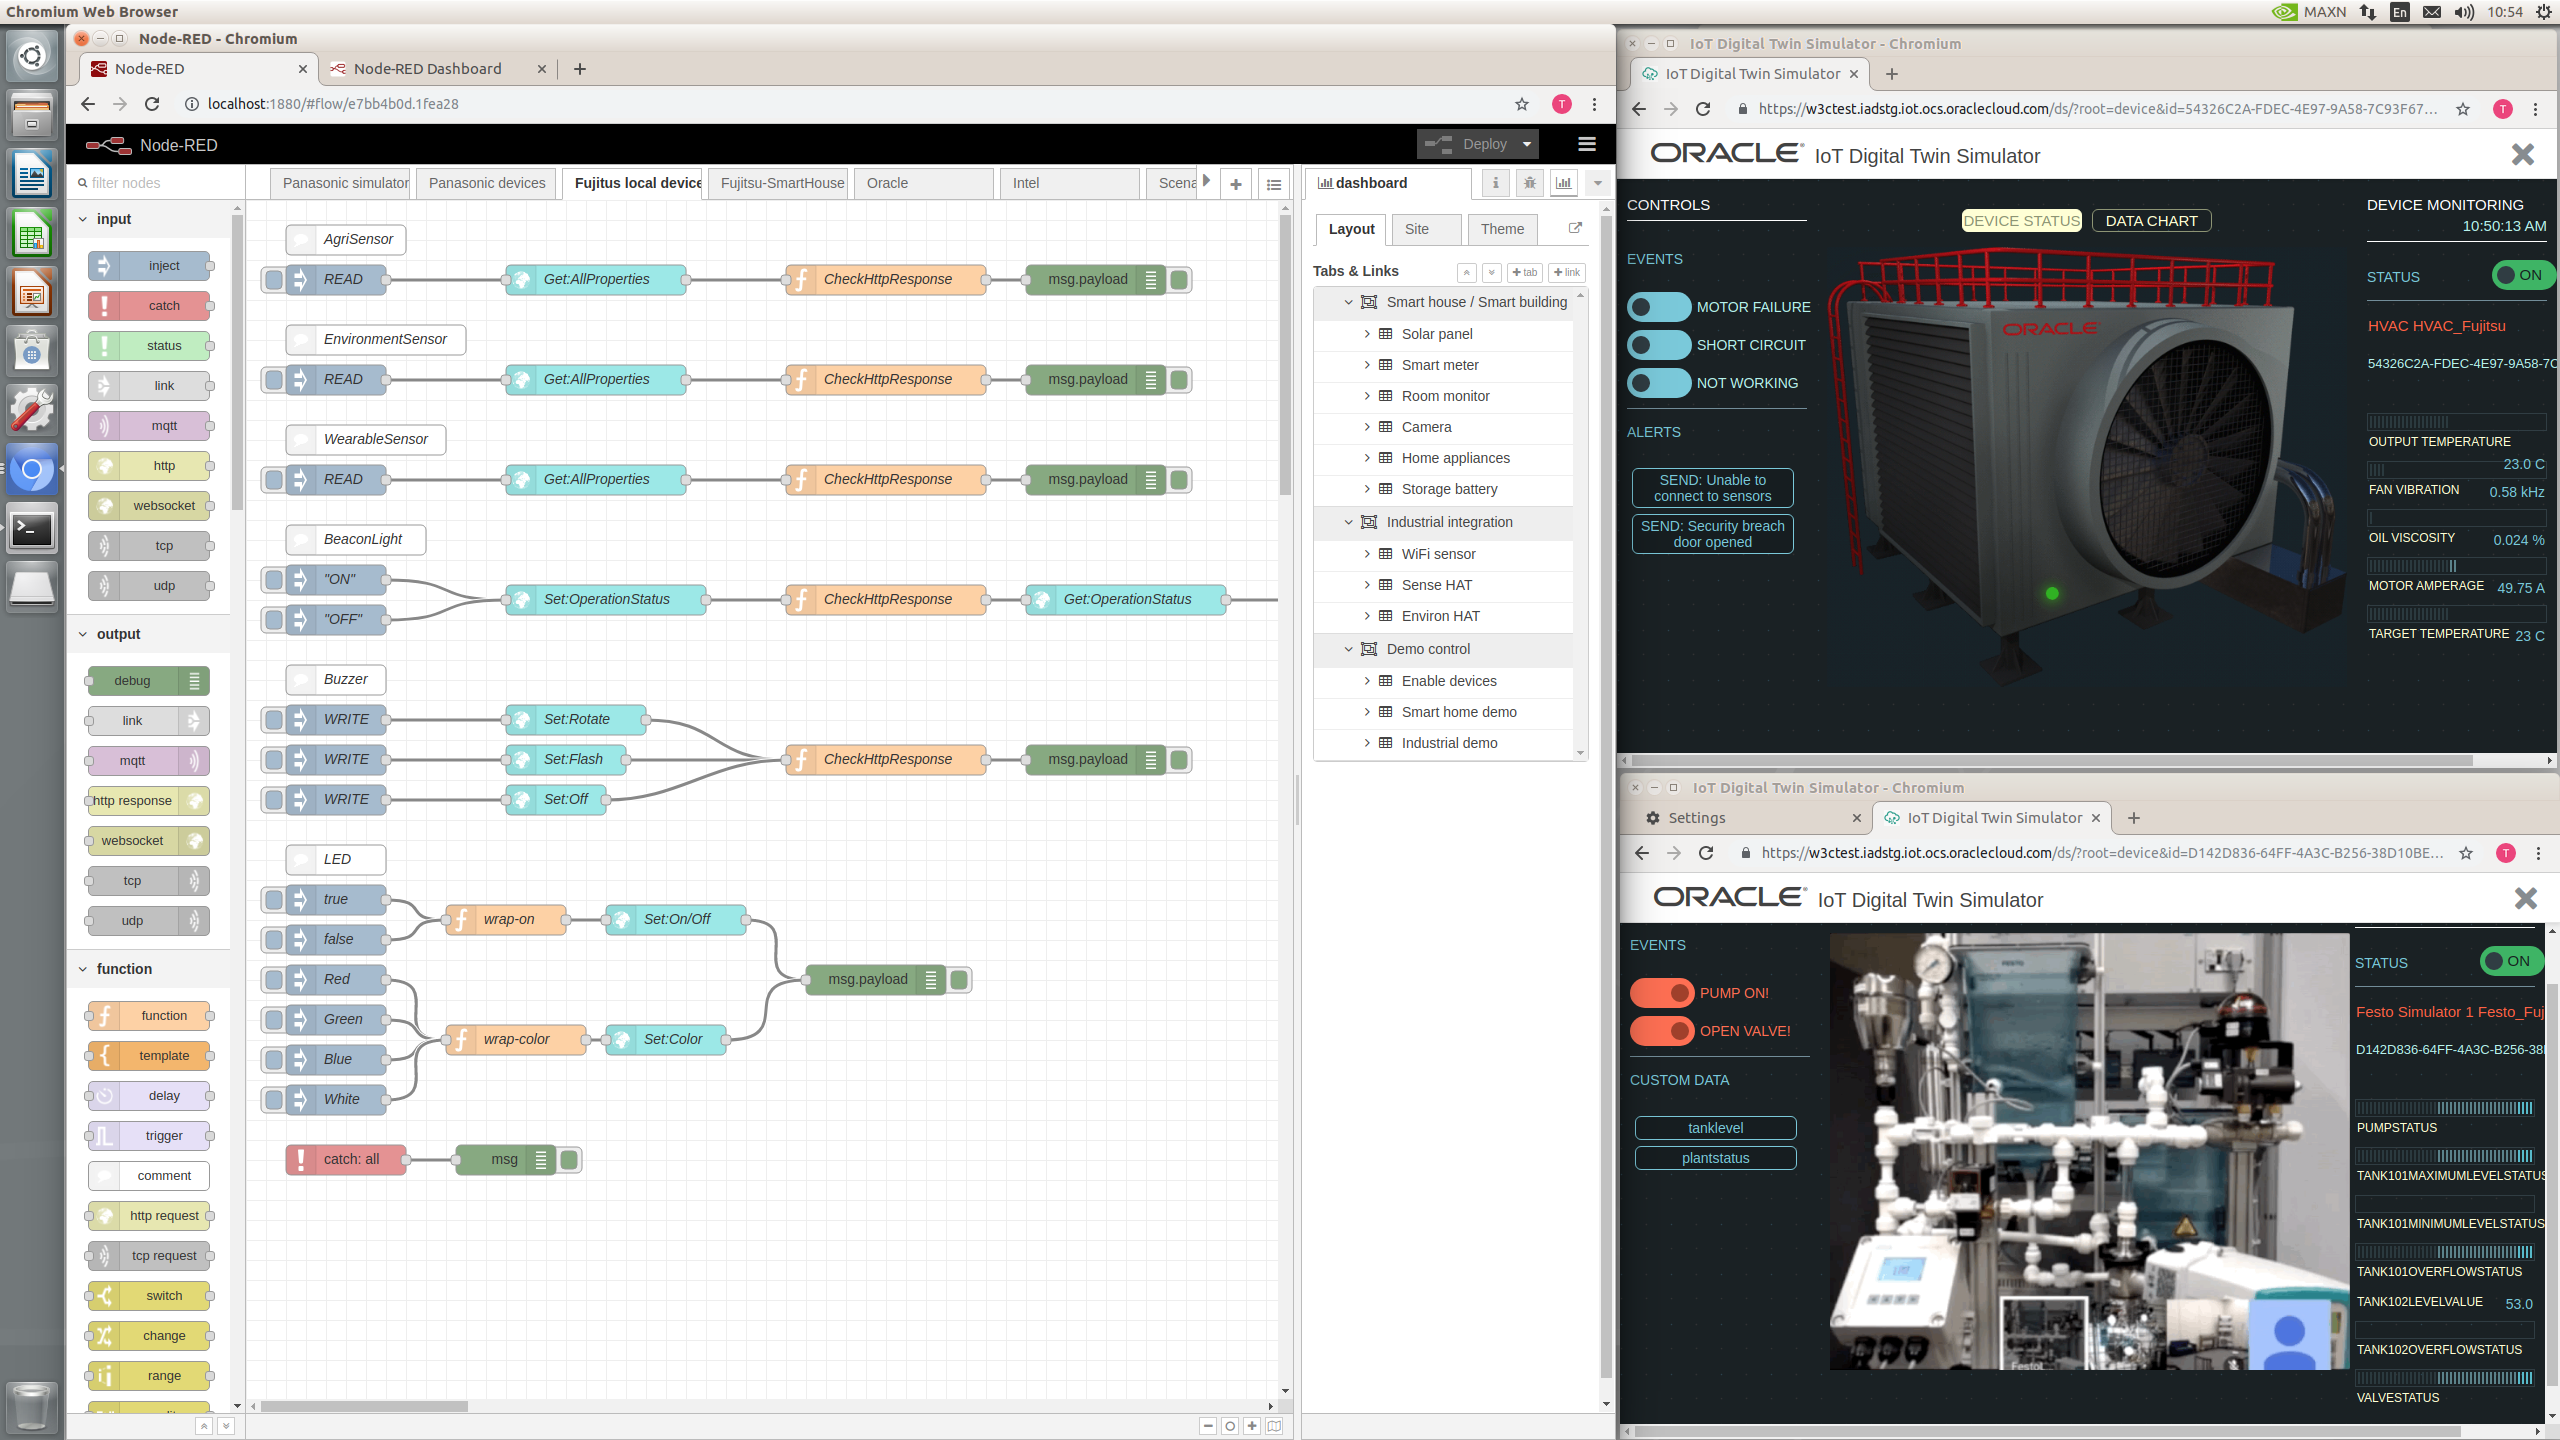 Chromium Web Browser
MAXN
En
10:54
Node-RED - Chromium
Node-RED
Node-RED Dashboard
localhost:1880/#flow/e7bb4b0d.1fea28
T
Node-RED
Deploy
filter nodes
input
inject
catch
status
link
mqtt
http
websocket
tcp
udp
output
debug
link
mqtt
http response
websocket
tcp
udp
function
function
template
delay
trigger
comment
http request
tcp request
switch
change
range
Panasonic simulator
Panasonic devices
Fujitus local device
Fujitsu-SmartHouse
Oracle
Intel
Scena
AgriSensor
READ
Get:AllProperties
CheckHttpResponse
msg.payload
EnvironmentSensor
READ
Get:AllProperties
CheckHttpResponse
msg.payload
WearableSensor
READ
Get:AllProperties
CheckHttpResponse
msg.payload
BeaconLight
"ON"
"OFF"
Set:OperationStatus
CheckHttpResponse
Get:OperationStatus
Buzzer
WRITE
Set:Rotate
WRITE
Set:Flash
CheckHttpResponse
msg.payload
WRITE
Set:Off
LED
true
false
wrap-on
Set:On/Off
Red
Green
Blue
White
wrap-color
Set:Color
msg.payload
catch: all
msg
dashboard
Layout
Site
Theme
Tabs & Links
tab
link
Smart house / Smart building
Solar panel
Smart meter
Room monitor
Camera
Home appliances
Storage battery
Industrial integration
WiFi sensor
Sense HAT
Environ HAT
Demo control
Enable devices
Smart home demo
Industrial demo
IoT Digital Twin Simulator - Chromium
IoT Digital Twin Simulator
https://w3ctest.iadstg.iot.ocs.oraclecloud.com/ds/?root=device&id=54326C2A-FDEC-4E97-9A58-7C93F67...
T
ORACLE IoT Digital Twin Simulator
CONTROLS
EVENTS
MOTOR FAILURE
SHORT CIRCUIT
NOT WORKING
ALERTS
SEND: Unable to
connect to sensors
SEND: Security breach
door opened
DEVICE STATUS
DATA CHART
ORACLE
DEVICE MONITORING
10:50:13 AM
STATUS
ON
HVAC HVAC_Fujitsu
54326C2A-FDEC-4E97-9A58-7C
OUTPUT TEMPERATURE
23.0 C
FAN VIBRATION
0.58 kHz
OIL VISCOSITY
0.024 %
MOTOR AMPERAGE
49.75 A
TARGET TEMPERATURE
23 C
IoT Digital Twin Simulator - Chromium
Settings
IoT Digital Twin Simulator
https://w3ctest.iadstg.iot.ocs.oraclecloud.com/ds/?root=device&id=D142D836-64FF-4A3C-B256-38D10BE...
T
ORACLE IoT Digital Twin Simulator
EVENTS
PUMP ON!
OPEN VALVE!
CUSTOM DATA
tanklevel
plantstatus
FESTO
Festo
STATUS
ON
Festo Simulator 1 Festo_Fuj
D142D836-64FF-4A3C-B256-38
PUMPSTATUS
TANK101MAXIMUMLEVELSTATUS
TANK101MINIMUMLEVELSTATUS
TANK101OVERFLOWSTATUS
TANK102LEVELVALUE
53.0
TANK102OVERFLOWSTATUS
VALVESTATUS